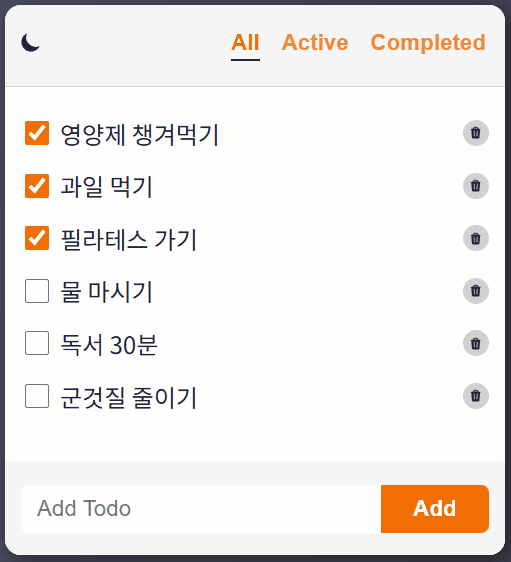 All Active Completed
영양제 챙겨먹기
과일 먹기
필라테스 가기
물 마시기
독서 30분
군것질 줄이기
Add Todo Add